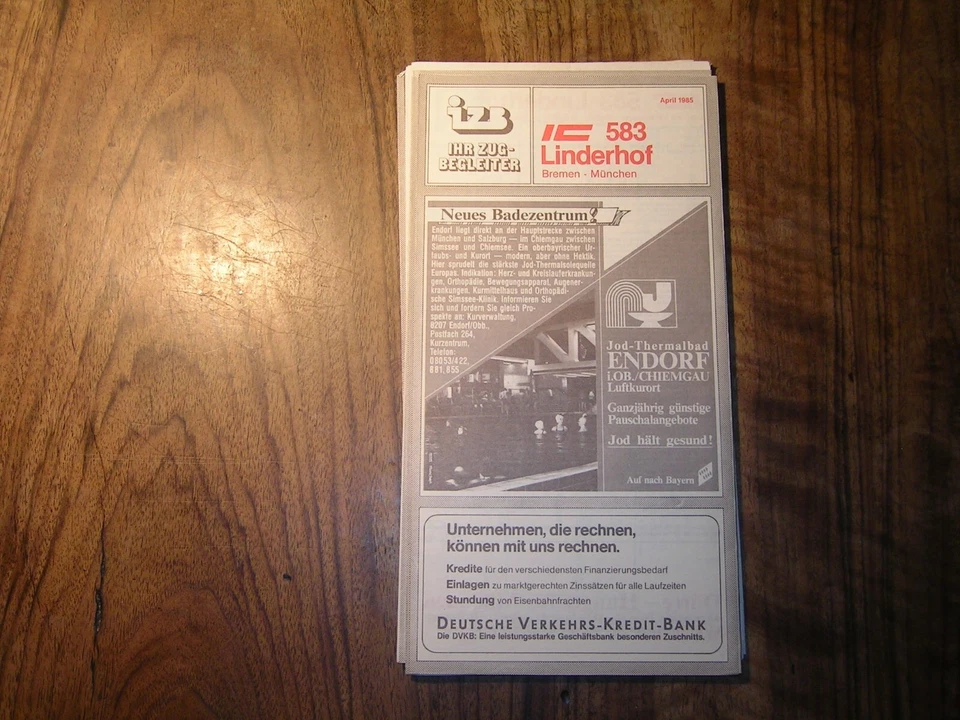 izB
IHR ZUG-
BEGLEITER
April 1985
IC 583
Linderhof
Bremen - München
Neues Badezentrum!
Endorf liegt direkt an der Hauptstrecke zwischen
München und Salzburg — im Chiemgau zwischen
Simssee und Chiemsee. Ein oberbayrischer Ur-
laubs- und Kurort — modern, aber ohne Hektik.
Hier sprudelt die stärkste Jod-Thermalsolequelle
Europas. Indikation: Herz- und Kreislauferkrankun-
gen, Orthopädie, Bewegungsapparat, Augener-
krankungen, Kurmittelhaus und Orthopädi-
sche Simssee-Klinik. Informieren Sie
sich und fordern Sie gleich Pro-
spekte an: Kurverwaltung,
8207 Endorf/Obb.,
Postfach 264,
Kurzentrum,
Telefon:
08053/422,
881, 855
Jod-Thermalbad
ENDORF
i.OB./CHIEMGAU
Luftkurort
Ganzjährig günstige
Pauschalangebote
Jod hält gesund!
Auf nach Bayern
Unternehmen, die rechnen,
können mit uns rechnen.
Kredite für den verschiedensten Finanzierungsbedarf
Einlagen zu marktgerechten Zinssätzen für alle Laufzeiten
Stundung von Eisenbahnfrachten
DEUTSCHE VERKEHRS-KREDIT-BANK
Die DVKB: Eine leistungsstarke Geschäftsbank besonderen Zuschnitts.